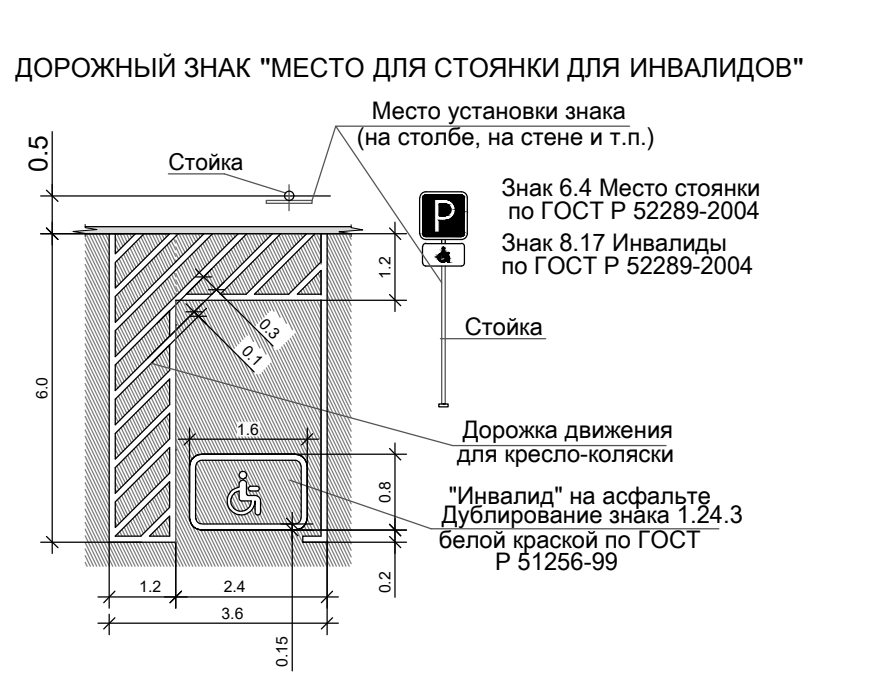 ДОРОЖНЫЙ ЗНАК "МЕСТО ДЛЯ СТОЯНКИ ДЛЯ ИНВАЛИДОВ"
Место установки знака
(на столбе, на стене и т.п.)
Стойка
0.5
P
Знак 6.4 Место стоянки
по ГОСТ Р 52289-2004
Знак 8.17 Инвалиды
по ГОСТ Р 52289-2004
1.2
0.3
0.1
Стойка
6.0
1.6
Дорожка движения
для кресло-коляски
0.8
"Инвалид" на асфальте
Дублирование знака 1.24.3
белой краской по ГОСТ
Р 51256-99
0.2
1.2
2.4
3.6
0.15